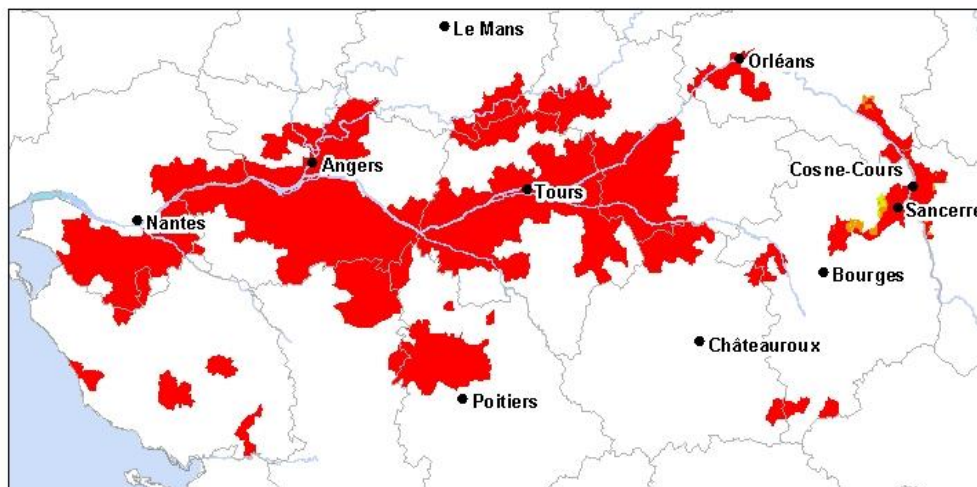 Le Mans
Orléans
Angers
Cosne-Cours
Tours
Sancerre
Nantes
Bourges
Châteauroux
Poitiers